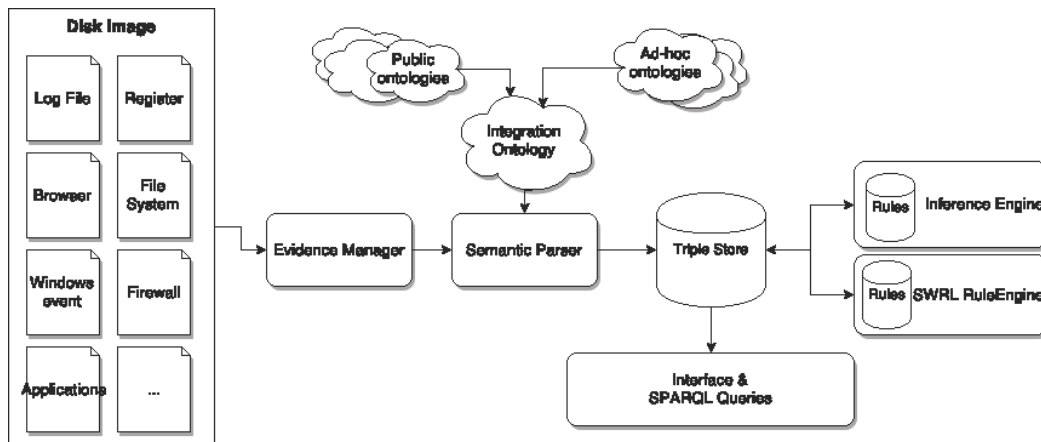 Disk Image
Log File
Register
Browser
File
System
Windows
event
Firewall
Applications
...
Public
ontologies
Ad-hoc
ontologies
Integration
Ontology
Evidence Manager
Semantic Parser
Triple Store
Rules
Inference Engine
Rules
SWRL RuleEngine
Interface &
SPARQL Queries